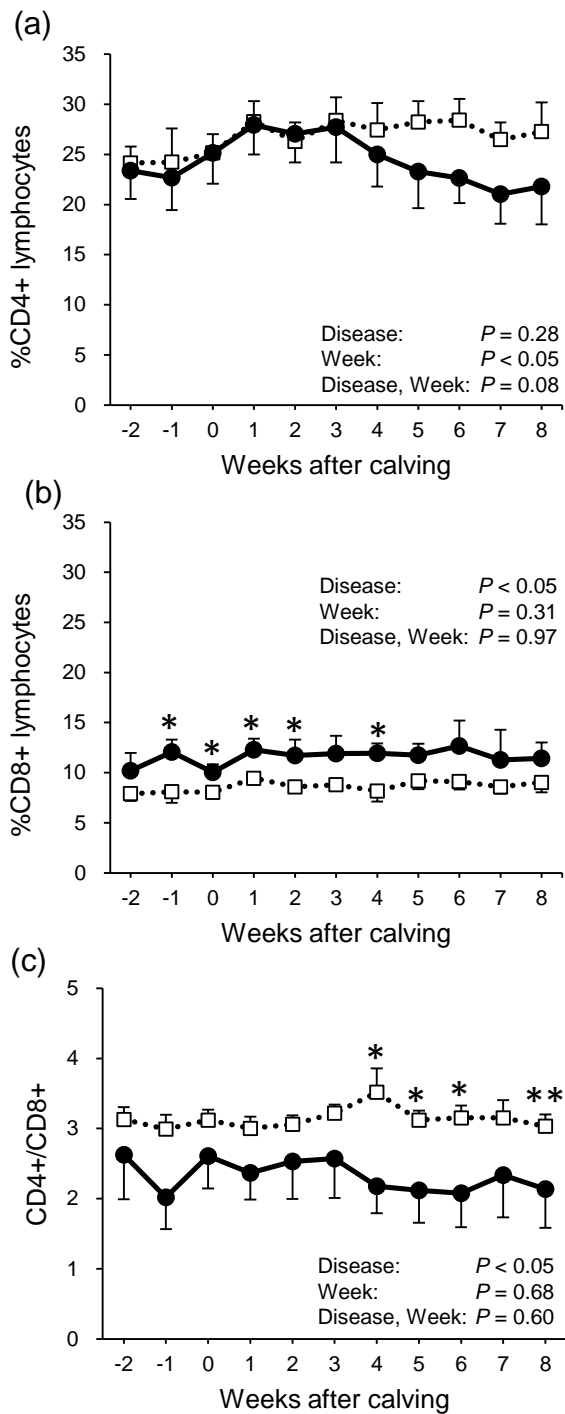 (a)
35
30
25
20
15
10
5
0
%CD4+ lymphocytes
Disease: P = 0.28
Week: P < 0.05
Disease, Week: P = 0.08
-2 -1 0 1 2 3 4 5 6 7 8
Weeks after calving
(b)
35
30
25
20
15
10
5
0
%CD8+ lymphocytes
Disease: P < 0.05
Week: P = 0.31
Disease, Week: P = 0.97
* * * * *
-2 -1 0 1 2 3 4 5 6 7 8
Weeks after calving
(c)
5
4
3
2
1
0
CD4+/CD8+
* * * **
Disease: P < 0.05
Week: P = 0.68
Disease, Week: P = 0.60
-2 -1 0 1 2 3 4 5 6 7 8
Weeks after calving